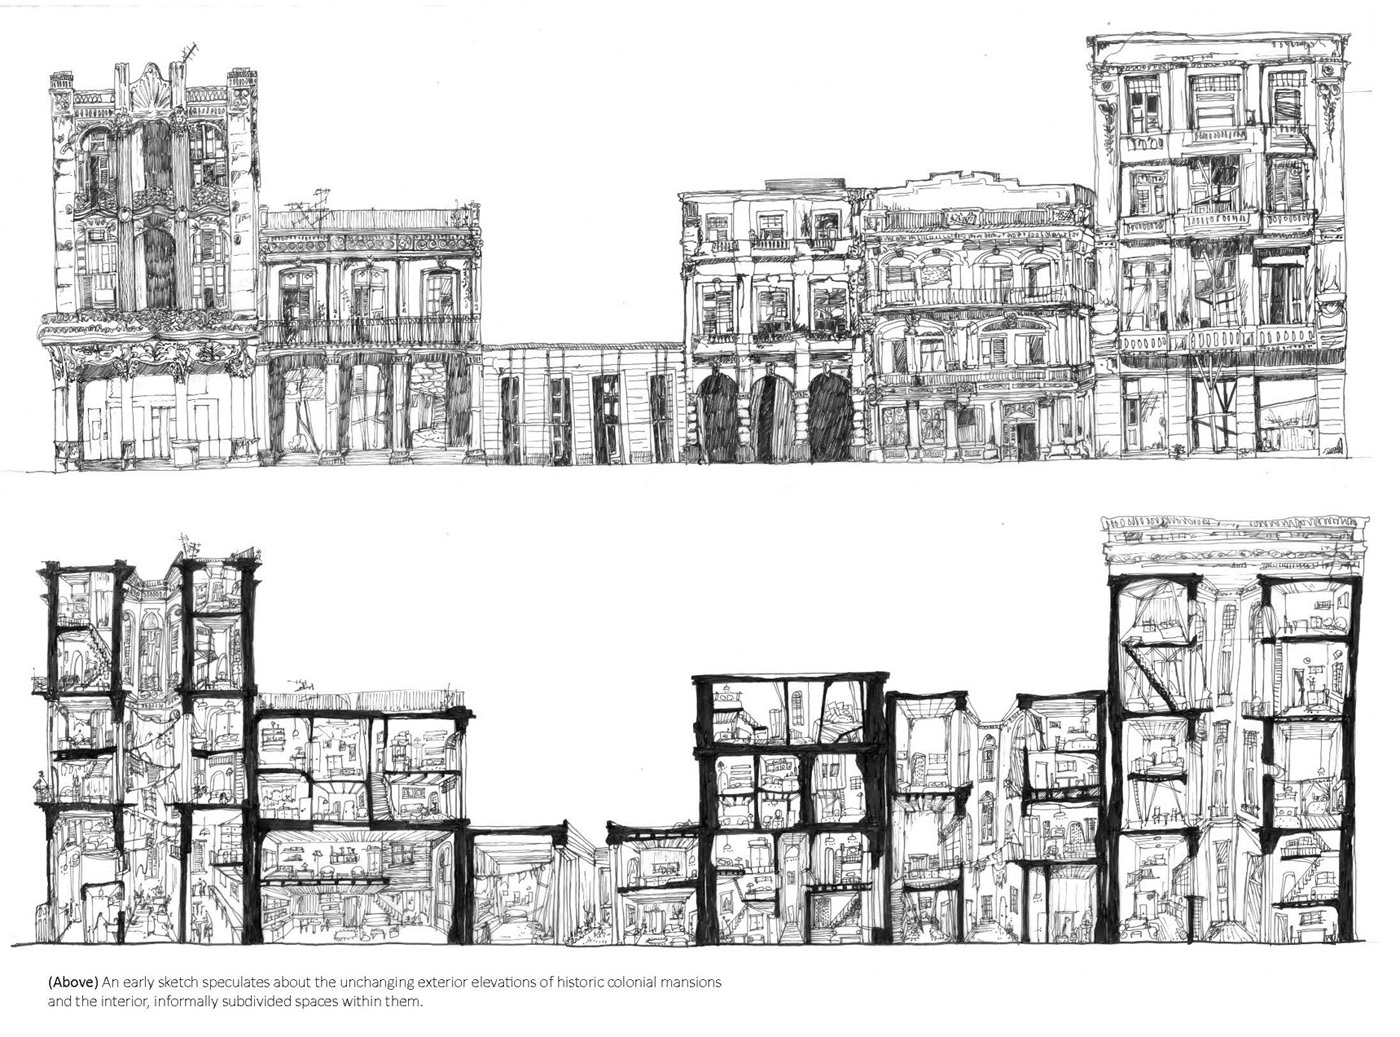 (Above) An early sketch speculates about the unchanging exterior elevations of historic colonial mansions
and the interior, informally subdivided spaces within them.